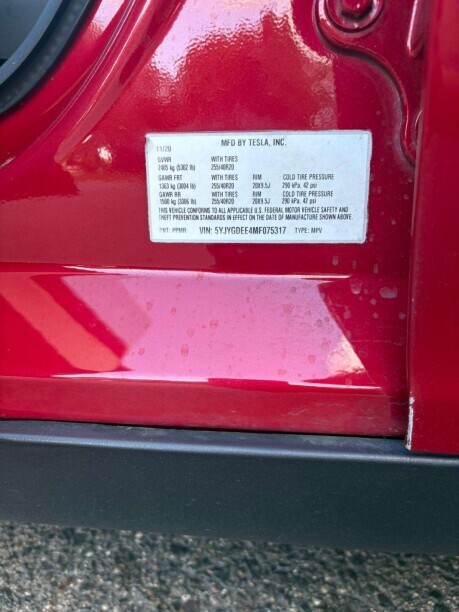 MFD BY TESLA, INC.
11/20
GVWR WITH TIRES
2405 kg (5302 lb) 255/40R20
GAWR FRT WITH TIRES RIM COLD TIRE PRESSURE
1363 kg (3004 lb) 255/40R20 20X9.5J 290 kPa, 42 psi
GAWR RR WITH TIRES RIM COLD TIRE PRESSURE
1500 kg (3306 lb) 255/40R20 20X9.5J 290 kPa, 42 psi
THIS VEHICLE CONFORMS TO ALL APPLICABLE U.S. FEDERAL MOTOR VEHICLE SAFETY AND
THEFT PREVENTION STANDARDS IN EFFECT ON THE DATE OF MANUFACTURE SHOWN ABOVE.
PNT: PPMR VIN: 5YJYGDEE4MF075317 TYPE: MPV